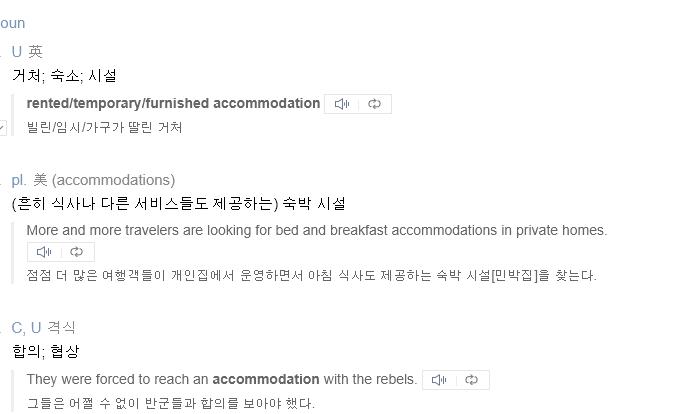 oun
U 英
거처; 숙소; 시설
rented/temporary/furnished accommodation
빌린/임시/가구가 딸린 거처
pl. 美 (accommodations)
(흔히 식사나 다른 서비스들도 제공하는) 숙박 시설
More and more travelers are looking for bed and breakfast accommodations in private homes.
점점 더 많은 여행객들이 개인집에서 운영하면서 아침 식사도 제공하는 숙박 시설[민박집]을 찾는다.
C, U 격식
합의; 협상
They were forced to reach an accommodation with the rebels.
그들은 어쩔 수 없이 반군들과 합의를 보아야 했다.